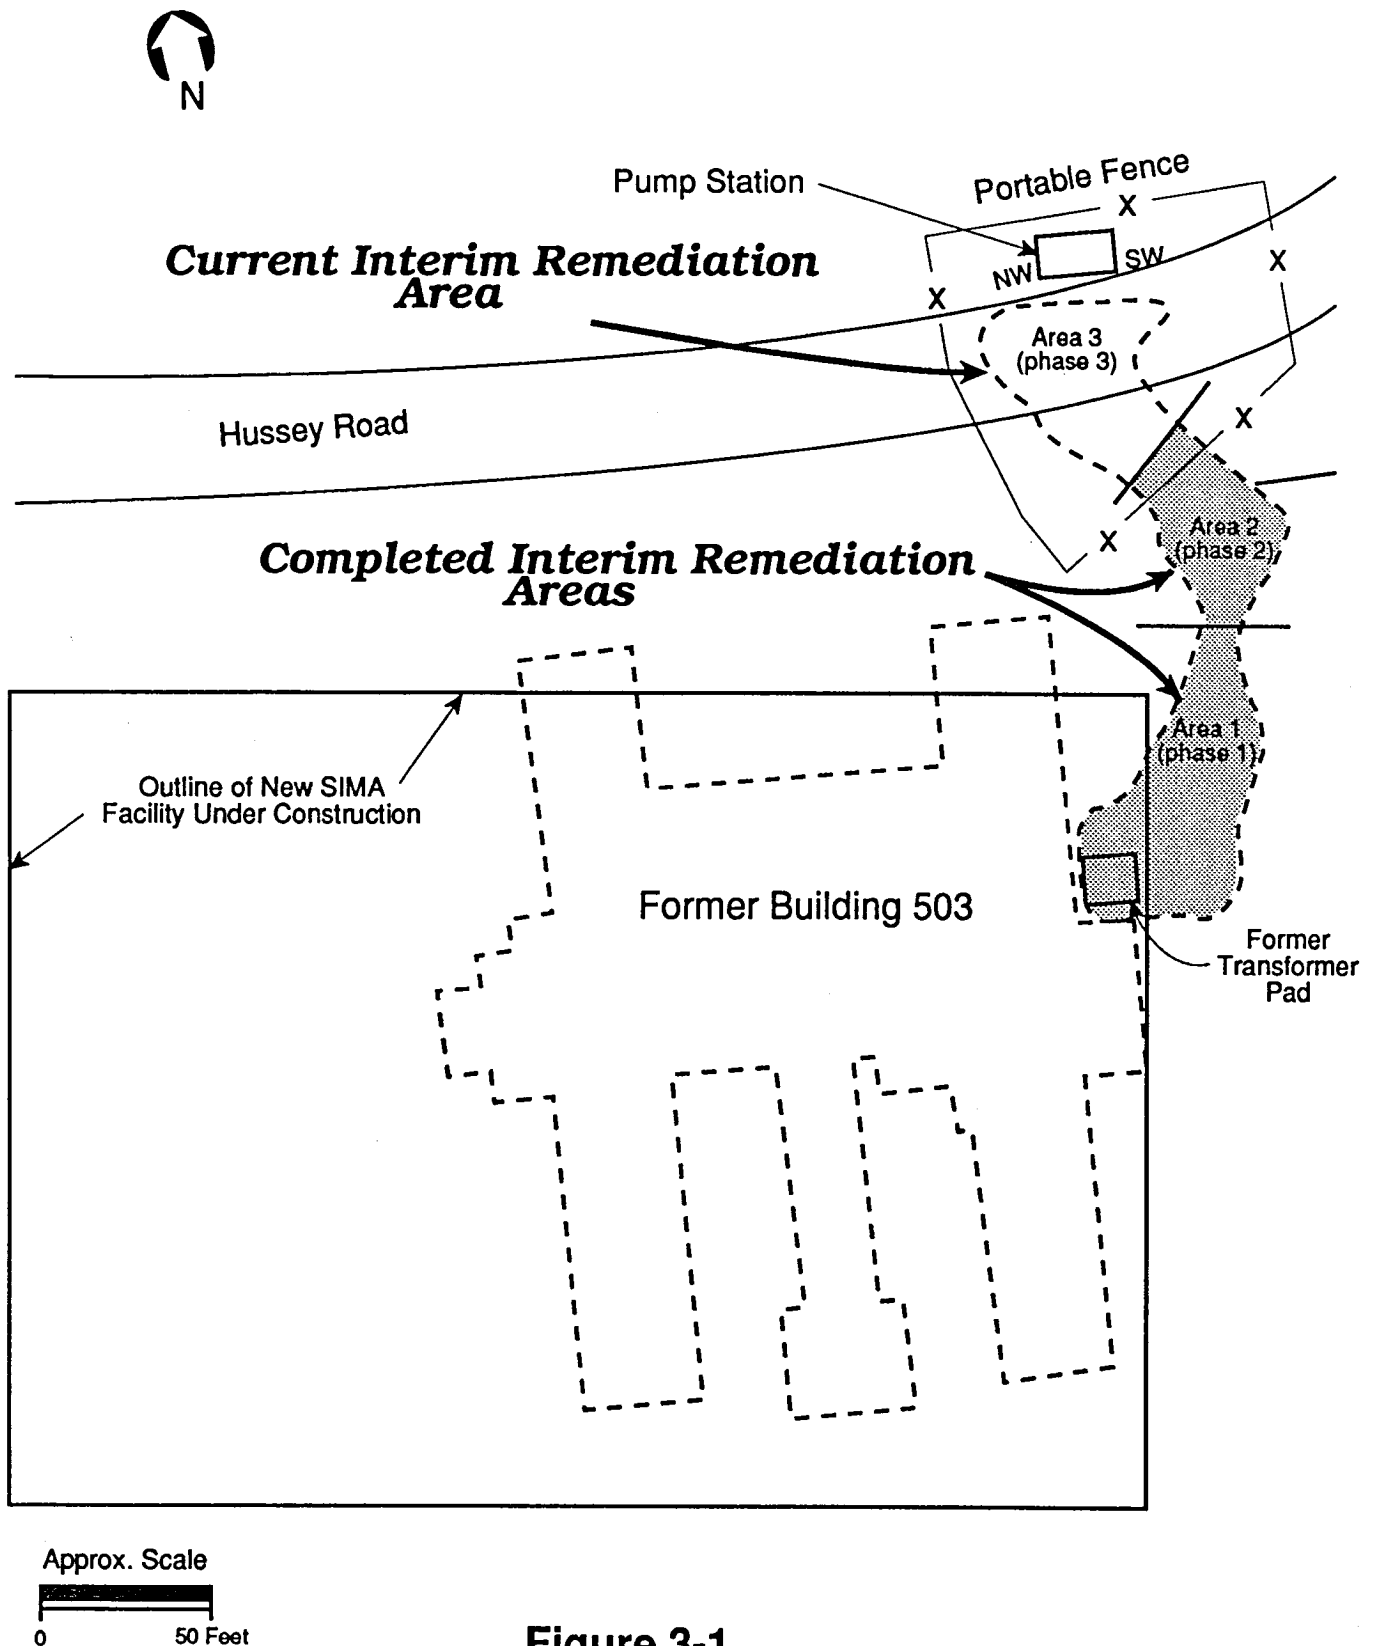 N
Pump Station
Portable Fence
X
Current Interim Remediation
Area
NW
SW
X
X
Area 3
(phase 3)
Hussey Road
X
Area 2
(phase 2)
X
Completed Interim Remediation
Areas
Area 1
(phase 1)
Outline of New SIMA
Facility Under Construction
Former Building 503
Former
Transformer
Pad
Approx. Scale
0
50 Feet
Figure 3-1